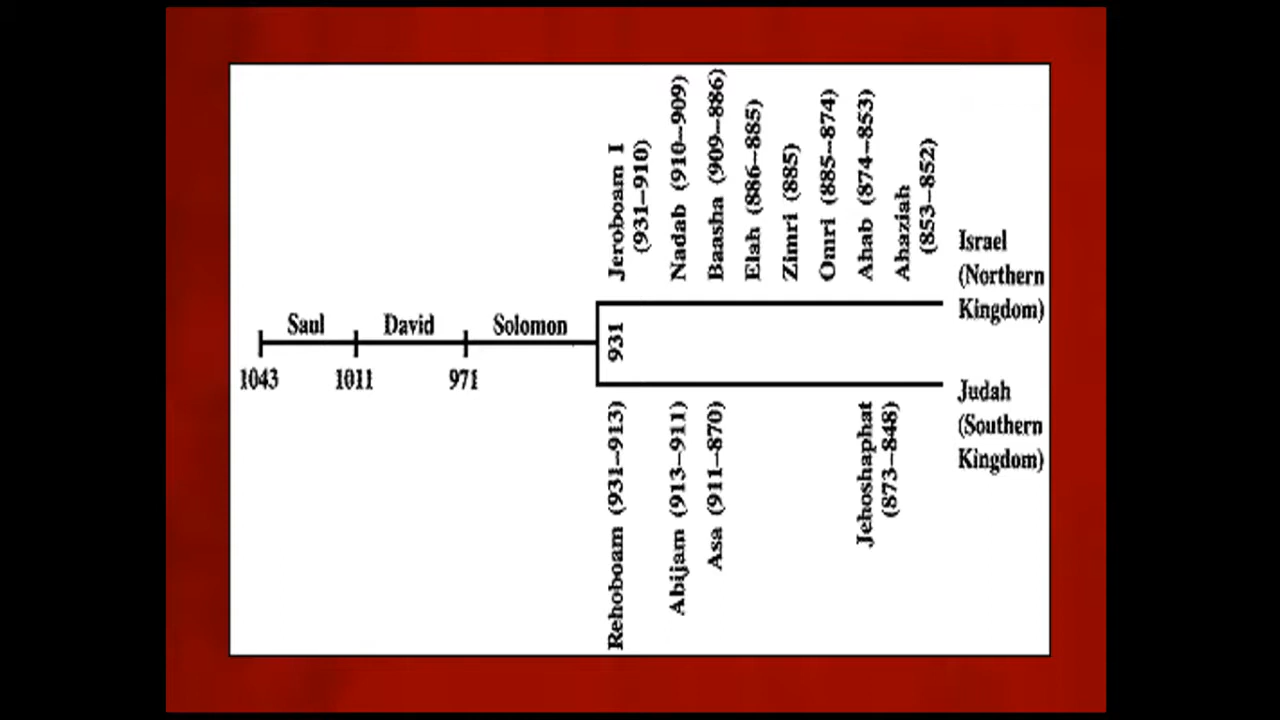 Jeroboam I
(931–910)
Nadab (910–909)
Baasha (909–886)
Elah (886–885)
Zimri (885)
Omri (885–874)
Ahab (874–853)
Ahaziah
(853–852)
Israel
(Northern
Kingdom)
Saul
David
Solomon
931
1043
1011
971
Judah
(Southern
Kingdom)
Rehoboam (931–913)
Abijam (913–911)
Asa (911–870)
Jehoshaphat
(873–848)